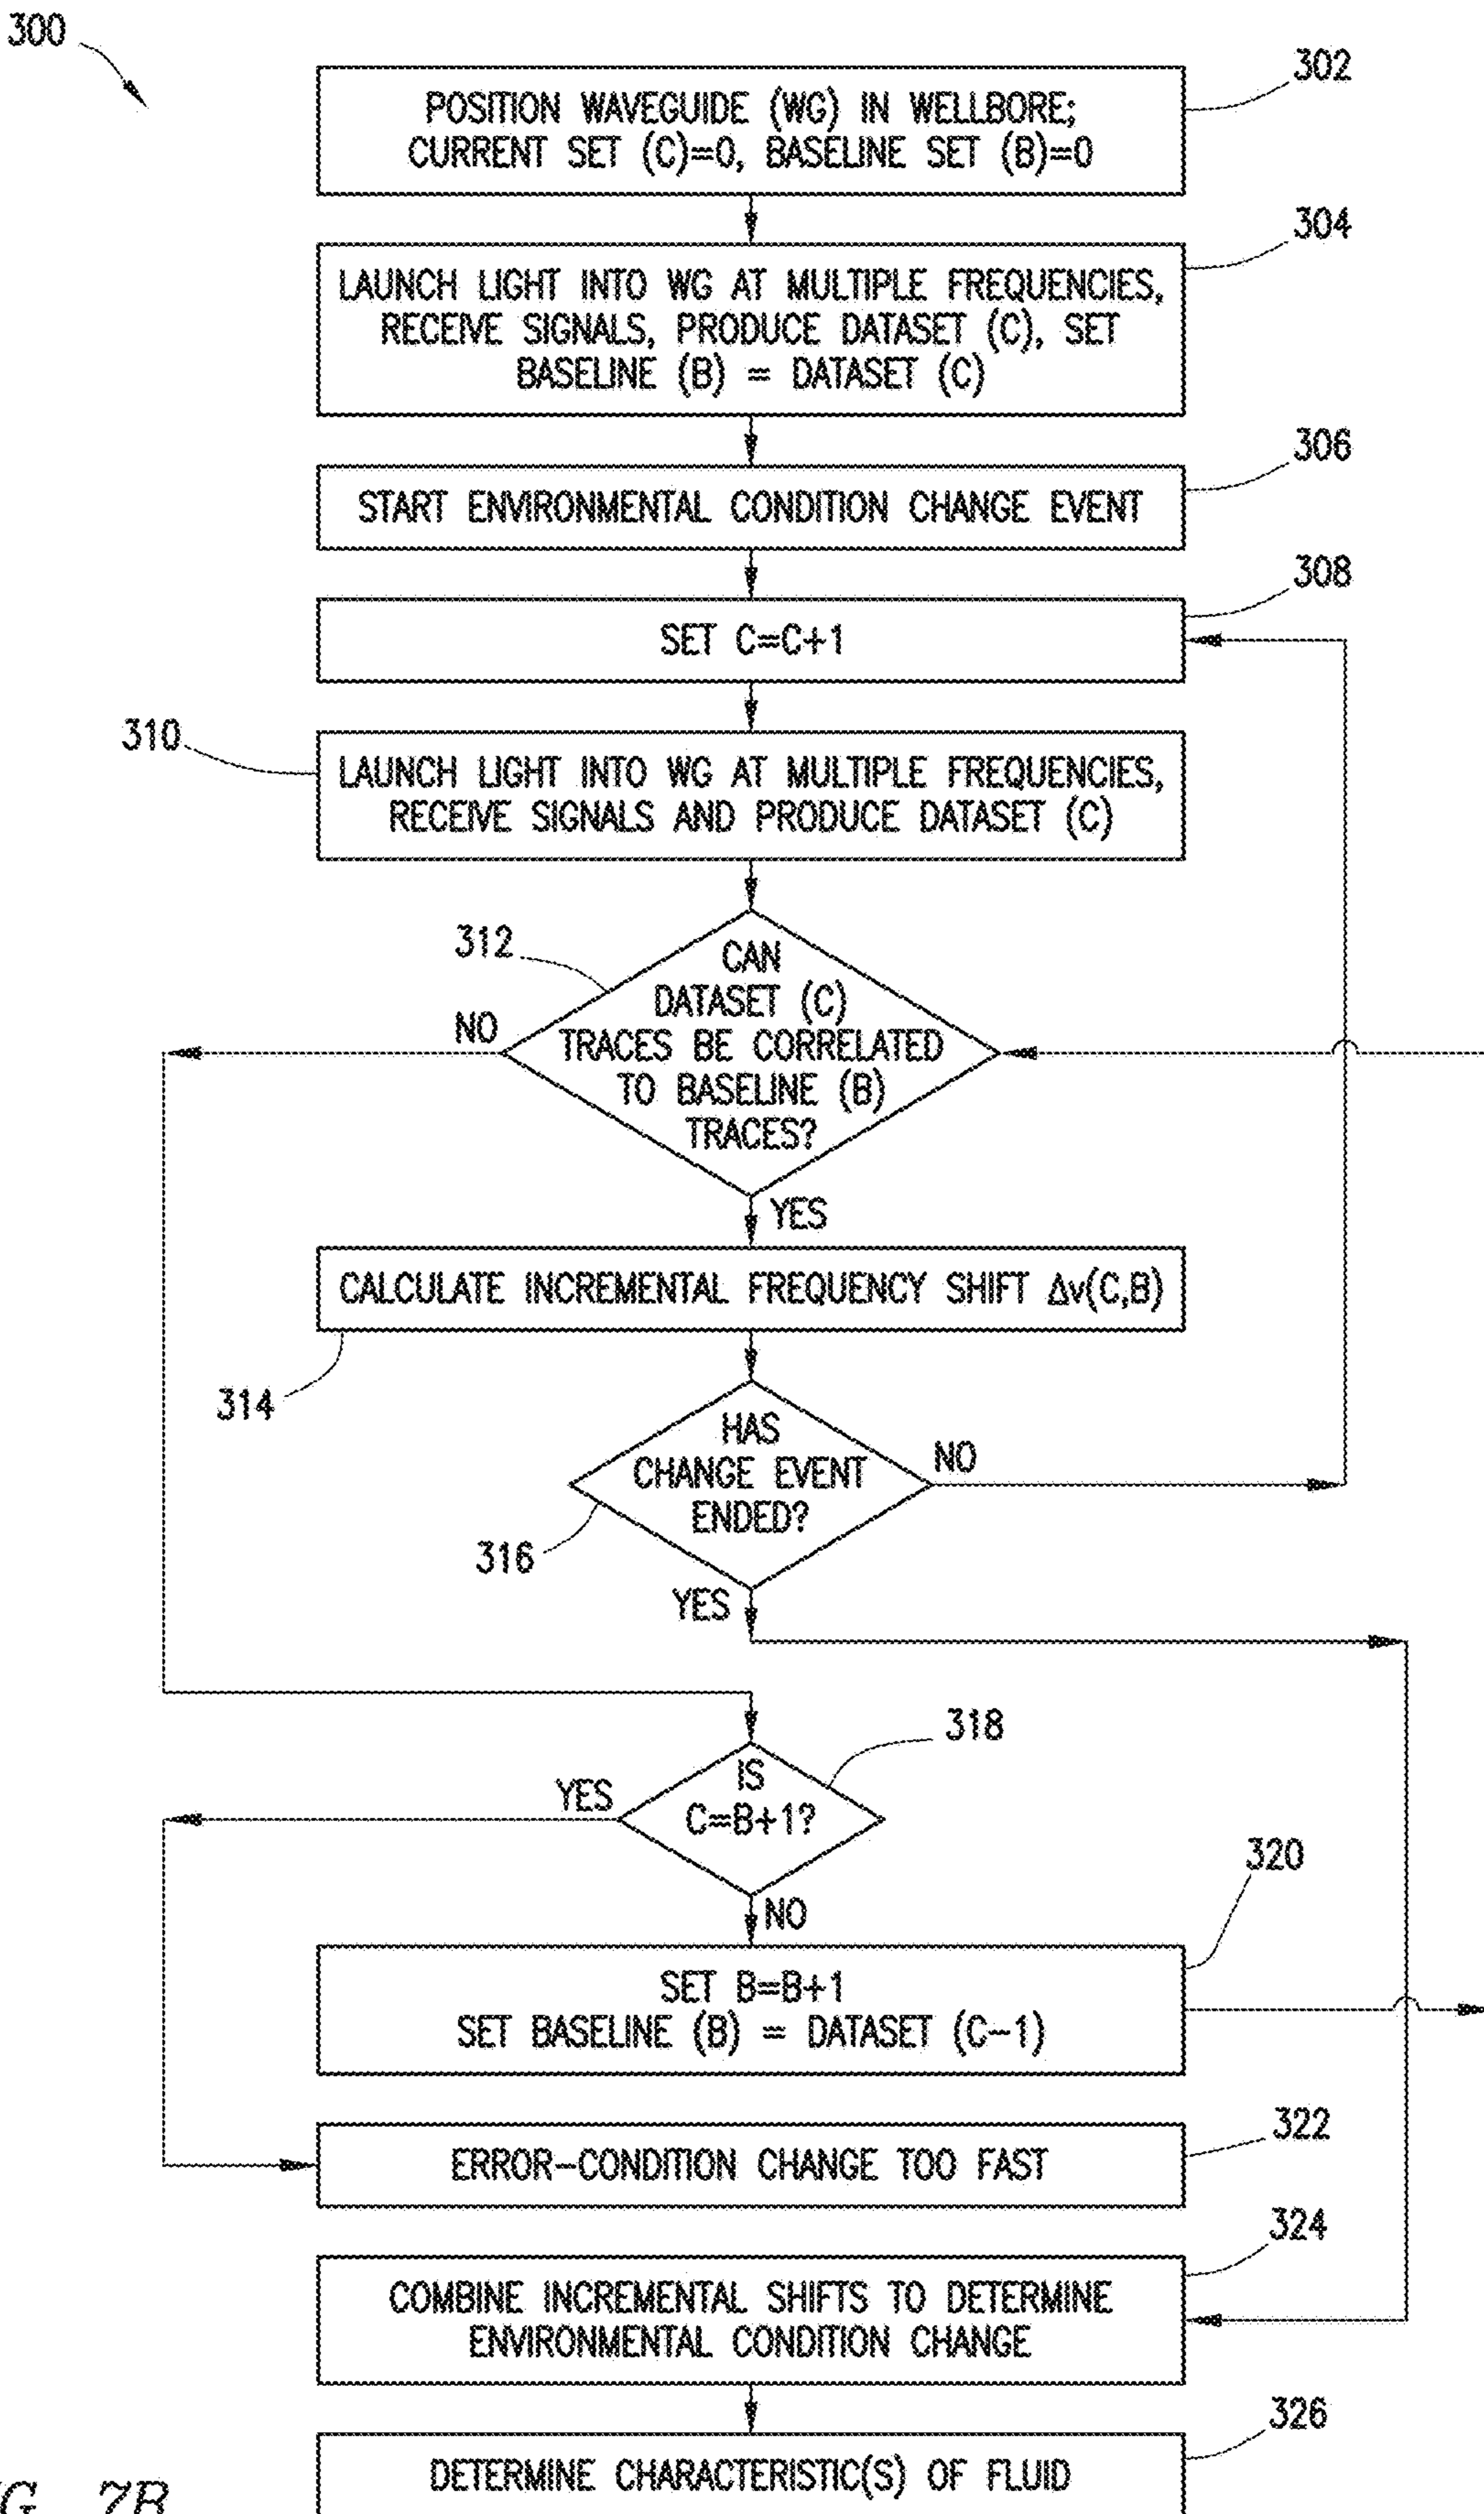 300
302
POSITION WAVEGUIDE (WG) IN WELLBORE;
CURRENT SET (C)=0, BASELINE SET (B)=0
304
LAUNCH LIGHT INTO WG AT MULTIPLE FREQUENCIES,
RECEIVE SIGNALS, PRODUCE DATASET (C), SET
BASELINE (B) = DATASET (C)
306
START ENVIRONMENTAL CONDITION CHANGE EVENT
308
SET C=C+1
310
LAUNCH LIGHT INTO WG AT MULTIPLE FREQUENCIES,
RECEIVE SIGNALS AND PRODUCE DATASET (C)
312
CAN
DATASET (C)
TRACES BE CORRELATED
TO BASELINE (B)
TRACES?
NO
YES
CALCULATE INCREMENTAL FREQUENCY SHIFT Δv(C,B)
314
HAS
CHANGE EVENT
ENDED?
NO
316
YES
318
IS
C=B+1?
YES
NO
320
SET B=B+1
SET BASELINE (B) = DATASET (C-1)
322
ERROR-CONDITION CHANGE TOO FAST
324
COMBINE INCREMENTAL SHIFTS TO DETERMINE
ENVIRONMENTAL CONDITION CHANGE
326
DETERMINE CHARACTERISTIC(S) OF FLUID
G. 7B